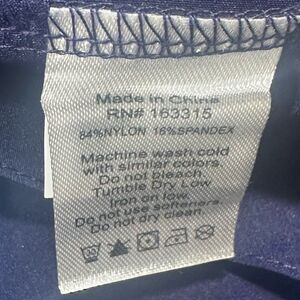 Made in China
RN# 163315
84%NYLON 16%SPANDEX
Machine wash cold
with similar colors.
Do not bleach.
Tumble Dry Low
Iron on low.
Do not use softeners.
Do not Dry Clean.